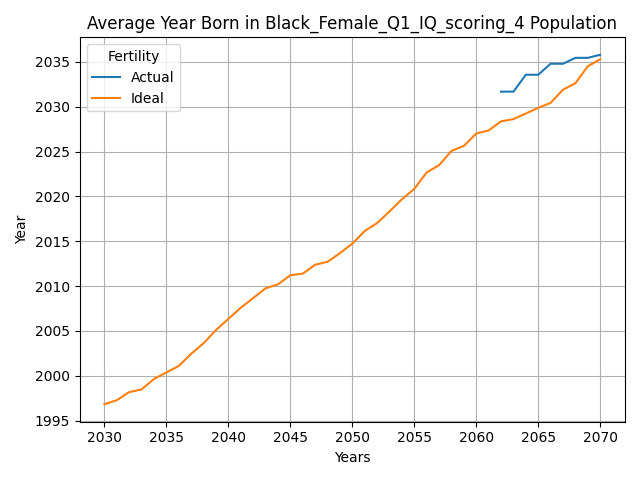 Average Year Born in Black_Female_Q1_IQ_scoring_4 Population
Fertility
Actual
Ideal
Year
2035
2030
2025
2020
2015
2010
2005
2000
1995
2030 2035 2040 2045 2050 2055 2060 2065 2070
Years